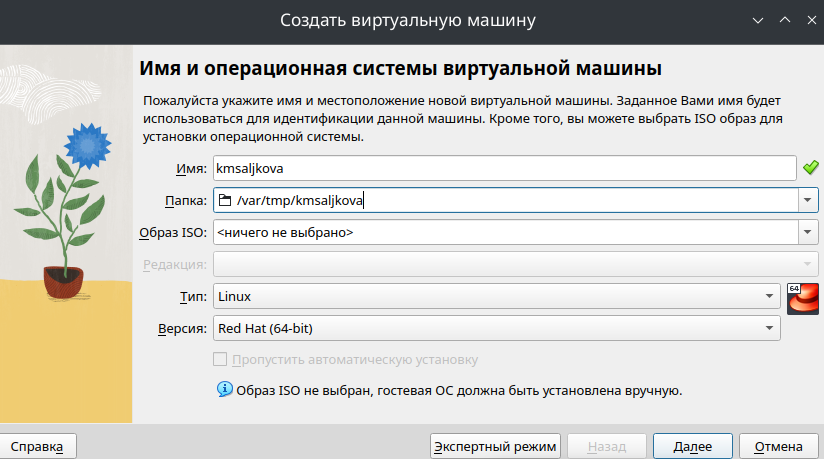 Создать виртуальную машину
Имя и операционная системы виртуальной машины
Пожалуйста укажите имя и местоположение новой виртуальной машины. Заданное Вами имя будет
использоваться для идентификации данной машины. Кроме того, вы можете выбрать ISO образ для
установки операционной системы.
Имя: kmsaljkova
Папка: /var/tmp/kmsaljkova
Образ ISO: <ничего не выбрано>
Редакция:
Тип: Linux
64
Версия: Red Hat (64-bit)
Пропустить автоматическую установку
Образ ISO не выбран, гостевая ОС должна быть установлена вручную.
Справка Экспертный режим Назад Далее Отмена